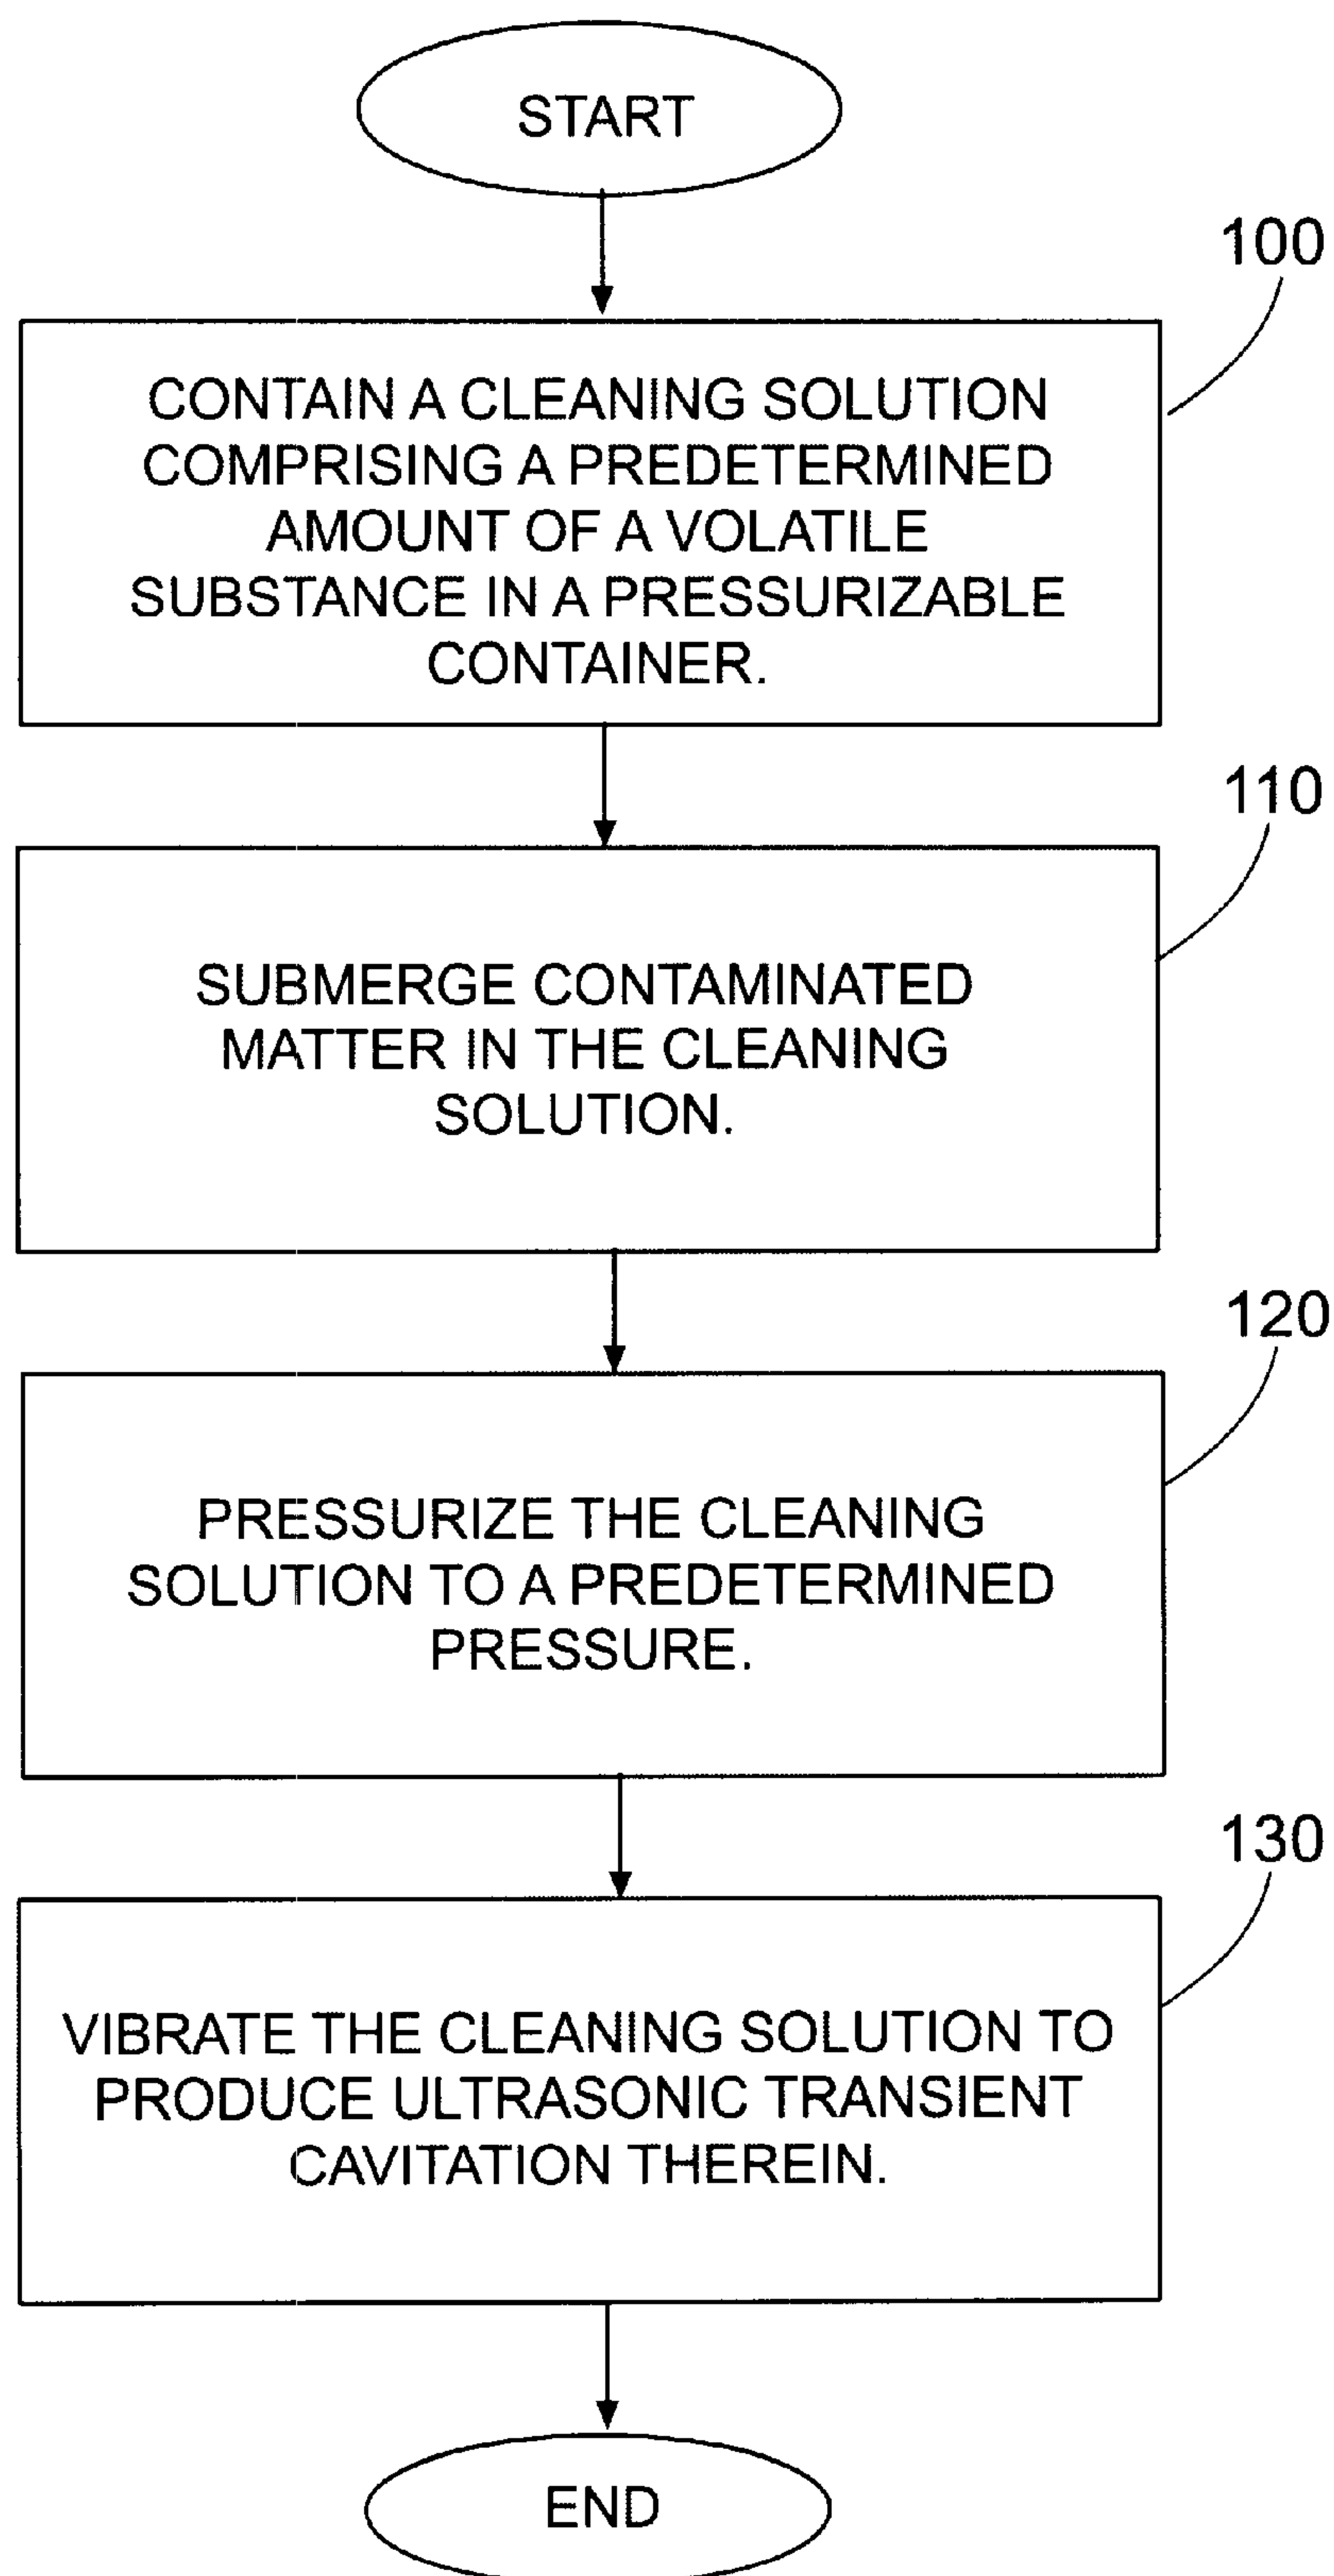 START
100
CONTAIN A CLEANING SOLUTION
COMPRISING A PREDETERMINED
AMOUNT OF A VOLATILE
SUBSTANCE IN A PRESSURIZABLE
CONTAINER.
110
SUBMERGE CONTAMINATED
MATTER IN THE CLEANING
SOLUTION.
120
PRESSURIZE THE CLEANING
SOLUTION TO A PREDETERMINED
PRESSURE.
130
VIBRATE THE CLEANING SOLUTION TO
PRODUCE ULTRASONIC TRANSIENT
CAVITATION THEREIN.
END